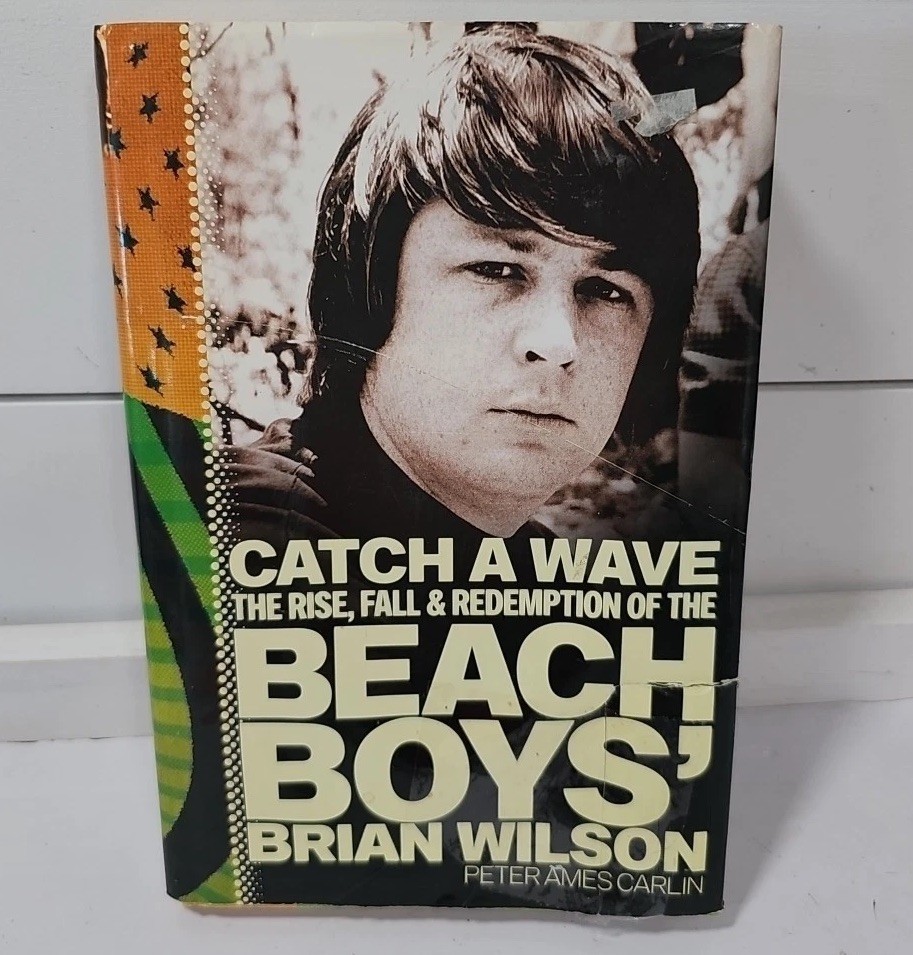 CATCH A WAVE
THE RISE, FALL & REDEMPTION OF THE
BEACH
BOYS'
BRIAN WILSON
PETER AMES CARLIN